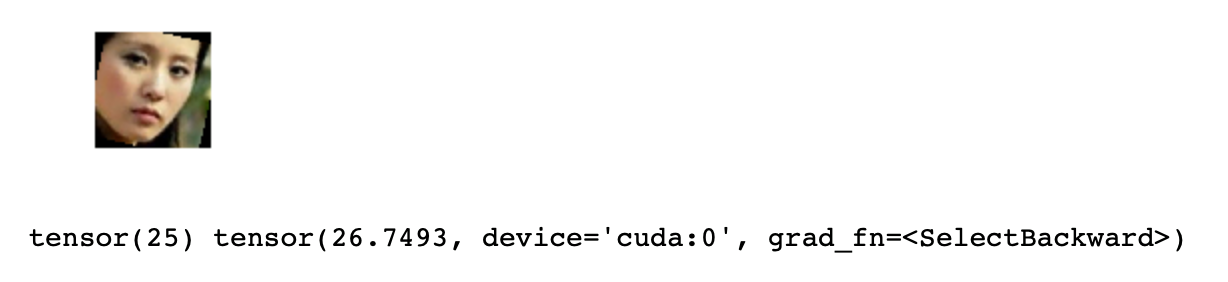 tensor(25) tensor(26.7493, device='cuda:0', grad_fn=<SelectBackward>)